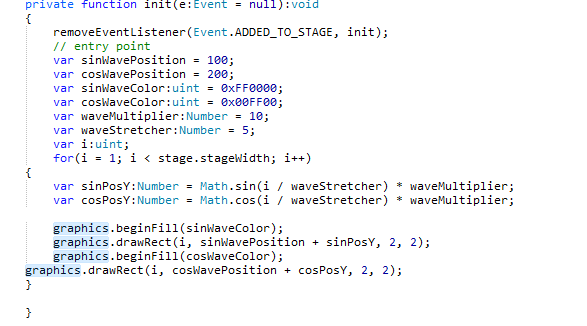 private function init(e:Event = null):void
{
removeEventListener(Event.ADDED_TO_STAGE, init);
// entry point
var sinWavePosition = 100;
var cosWavePosition = 200;
var sinWaveColor:uint = 0xFF0000;
var cosWaveColor:uint = 0x00FF00;
var waveMultiplier:Number = 10;
var waveStretcher:Number = 5;
var i:uint;
for(i = 1; i < stage.stageWidth; i++)
{
var sinPosY:Number = Math.sin(i / waveStretcher) * waveMultiplier;
var cosPosY:Number = Math.cos(i / waveStretcher) * waveMultiplier;
graphics.beginFill(sinWaveColor);
graphics.drawRect(i, sinWavePosition + sinPosY, 2, 2);
graphics.beginFill(cosWaveColor);
graphics.drawRect(i, cosWavePosition + cosPosY, 2, 2);
}
}